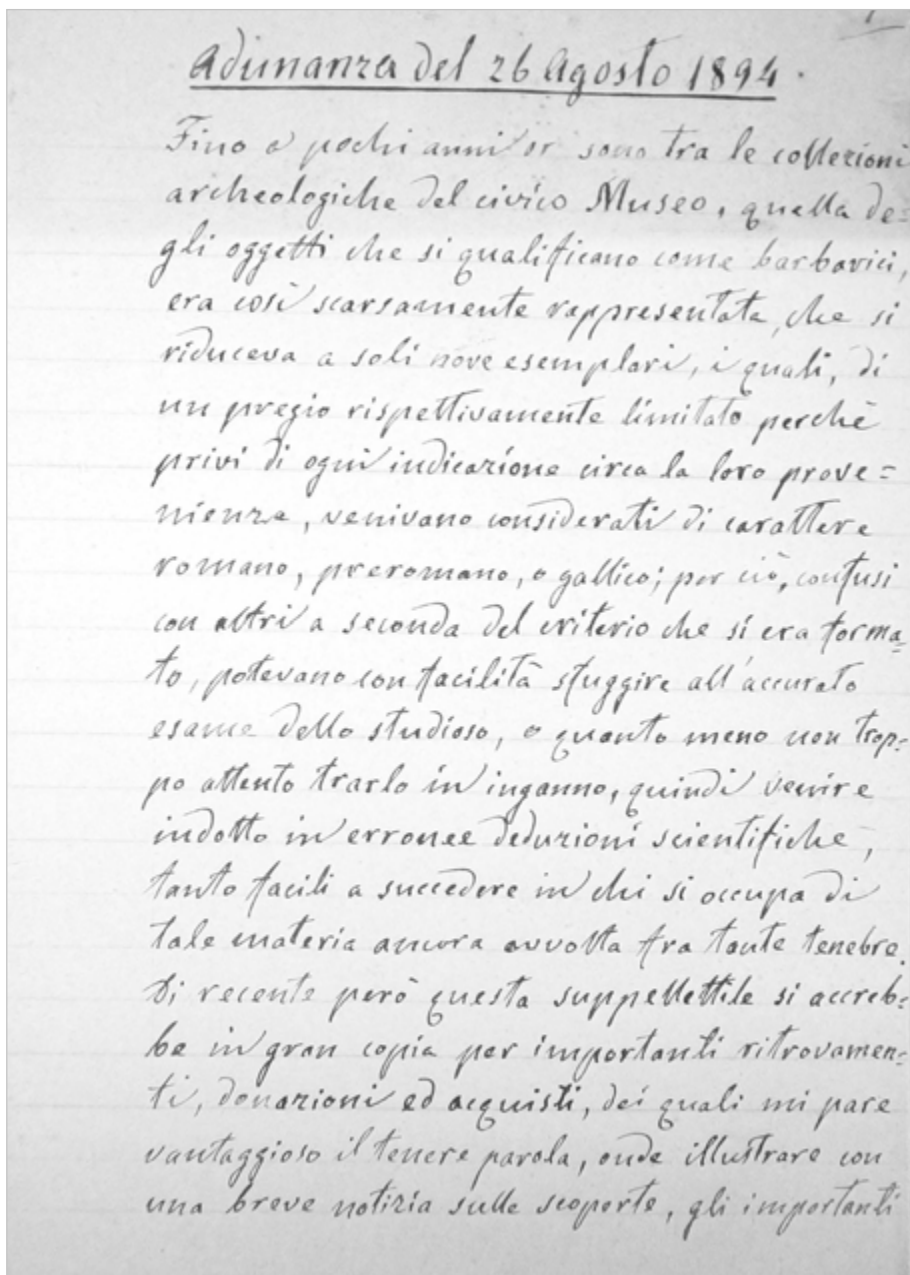 Adunanza del 26 Agosto 1894.
Fino a pochi anni or sono tra le collezioni
archeologiche del civico Museo, quella de=
gli oggetti che si qualificano come barbarici,
era così scarsamente rappresentata, che si
riduceva a soli nove esemplari, i quali, di
un pregio rispettivamente limitato perchè
privi di ogni indicazione circa la loro prove=
nienza, venivano considerati di carattere
romano, preromano, o gallico; per ciò, confusi
con altri a seconda del criterio che si era forma=
to, potevano con facilità sfuggire all'accurato
esame dello studioso, o quanto meno non trop=
po attento trarlo in inganno, quindi venire
indotto in erronee deduzioni scientifiche,
tanto facili a succedere in chi si occupa di
tale materia ancora avvolta fra tante tenebre.
Di recente però questa suppellettile si accreb=
be in gran copia per importanti ritrovamen=
ti, donazioni ed acquisti, dei quali mi pare
vantaggioso il tenere parola, onde illustrare con
una breve notizia sulle scoperte, gli importanti